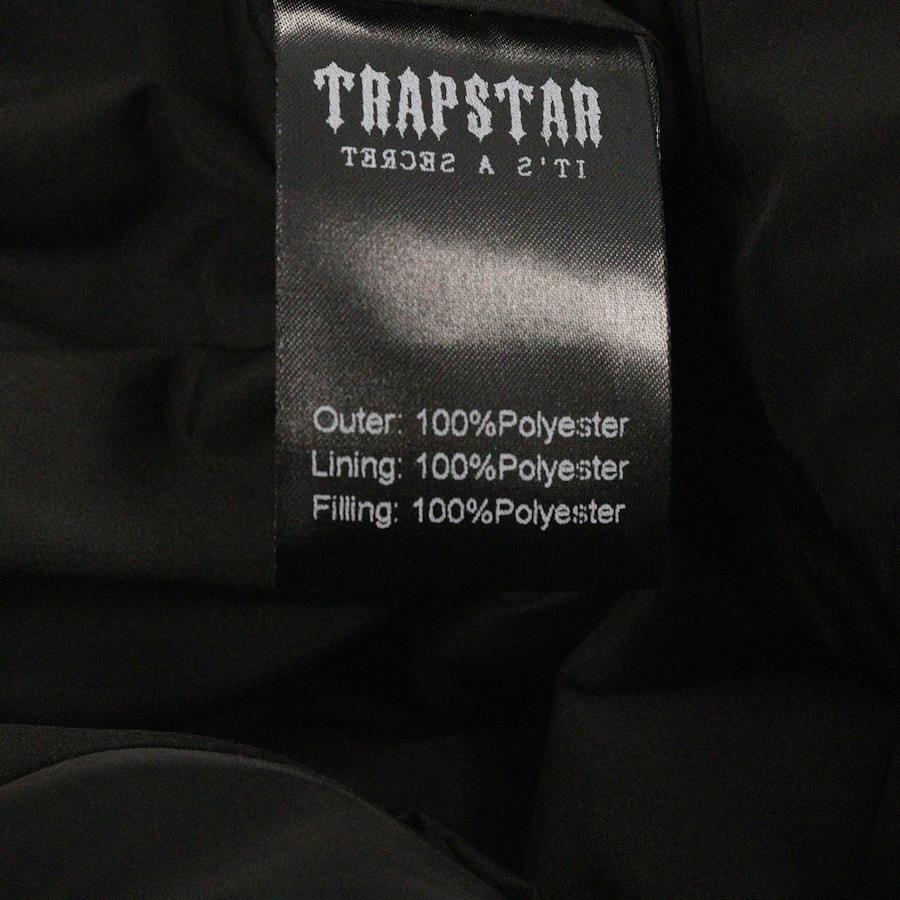 TRAPSTAR
IT'S A SECRET
Outer: 100%Polyester
Lining: 100%Polyester
Filling: 100%Polyester